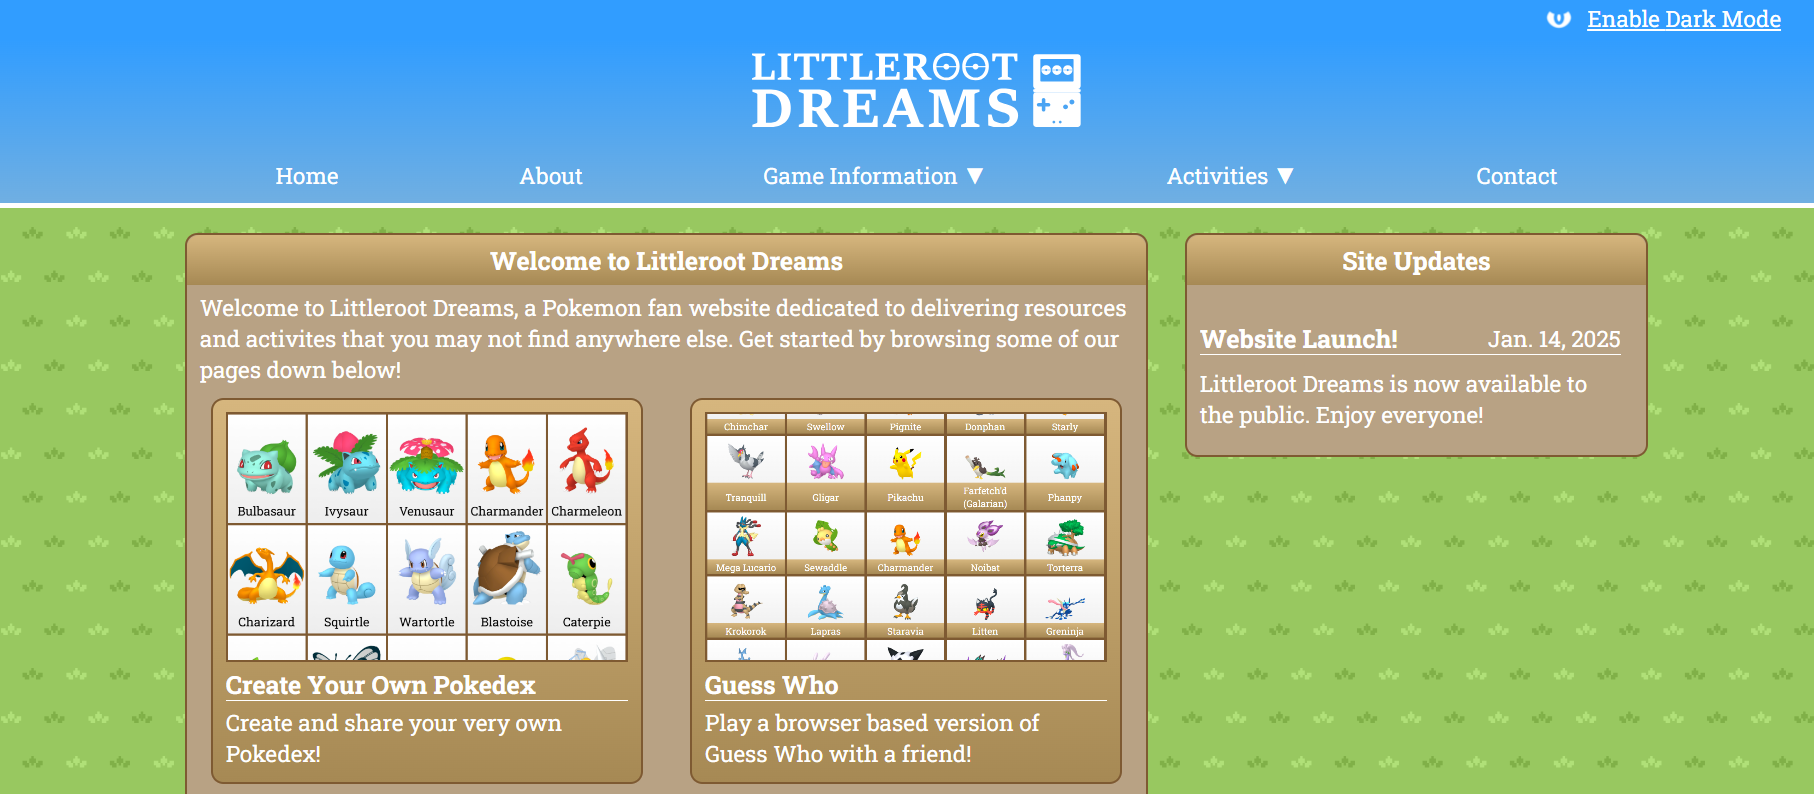 Enable Dark Mode
LITTLEROOT
DREAMS
Home About Game Information ▼ Activities ▼ Contact
Welcome to Littleroot Dreams
Welcome to Littleroot Dreams, a Pokemon fan website dedicated to delivering resources
and activites that you may not find anywhere else. Get started by browsing some of our
pages down below!
Bulbasaur Ivysaur Venusaur Charmander Charmeleon
Charizard Squirtle Wartortle Blastoise Caterpie
Create Your Own Pokedex
Create and share your very own
Pokedex!
Chimchar Swellow Pignite Donphan Starly
Tranquill Gligar Pikachu Farfetch'd
(Galarian) Phanpy
Mega Lucario Sewaddle Charmander Noibat Torterra
Krokorok Lapras Staravia Litten Greninja
Guess Who
Play a browser based version of
Guess Who with a friend!
Site Updates
Website Launch! Jan. 14, 2025
Littleroot Dreams is now available to
the public. Enjoy everyone!